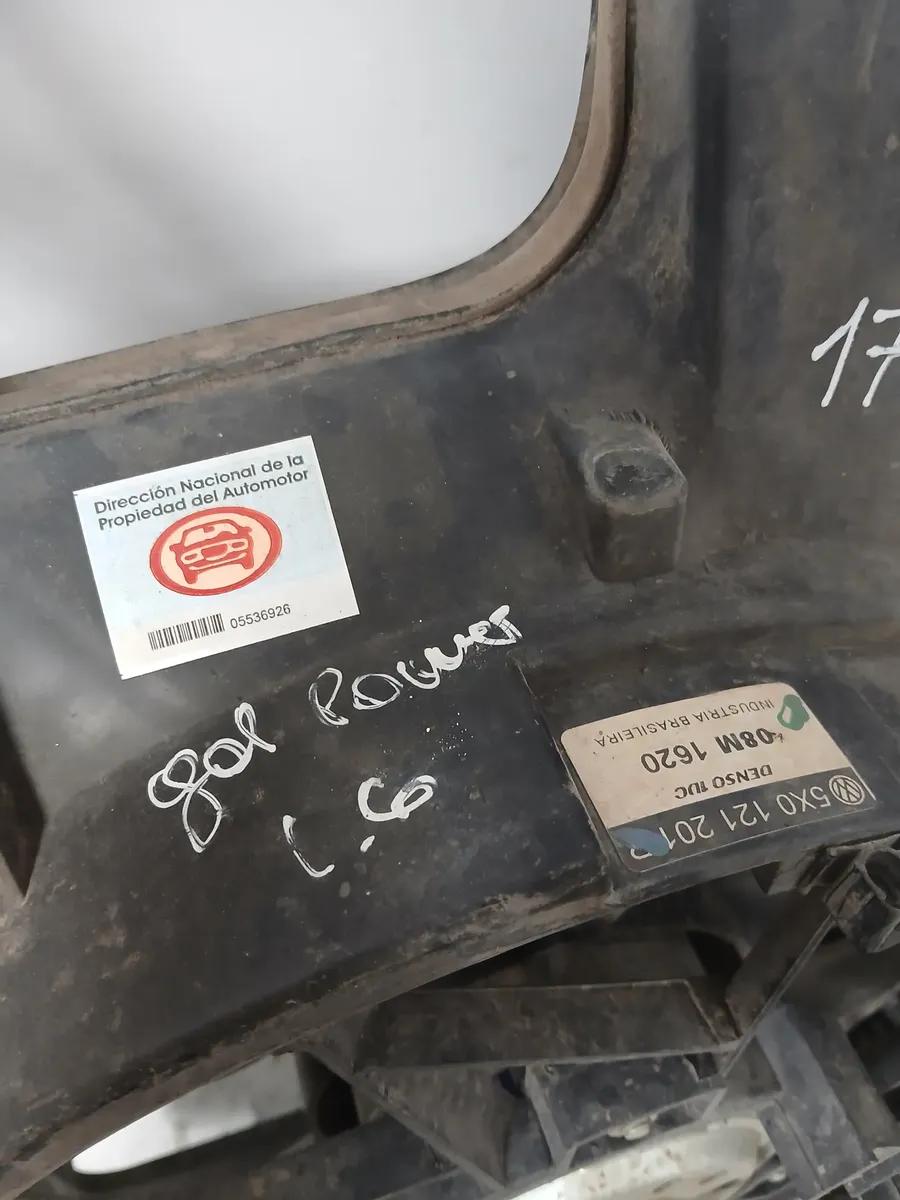 17
Dirección Nacional de la
Propiedad del Automotor
05536926
gol Power
1.6
5X0 121 201
DENSO 1UC
08M 1620
INDUSTRIA BRASILEIRA